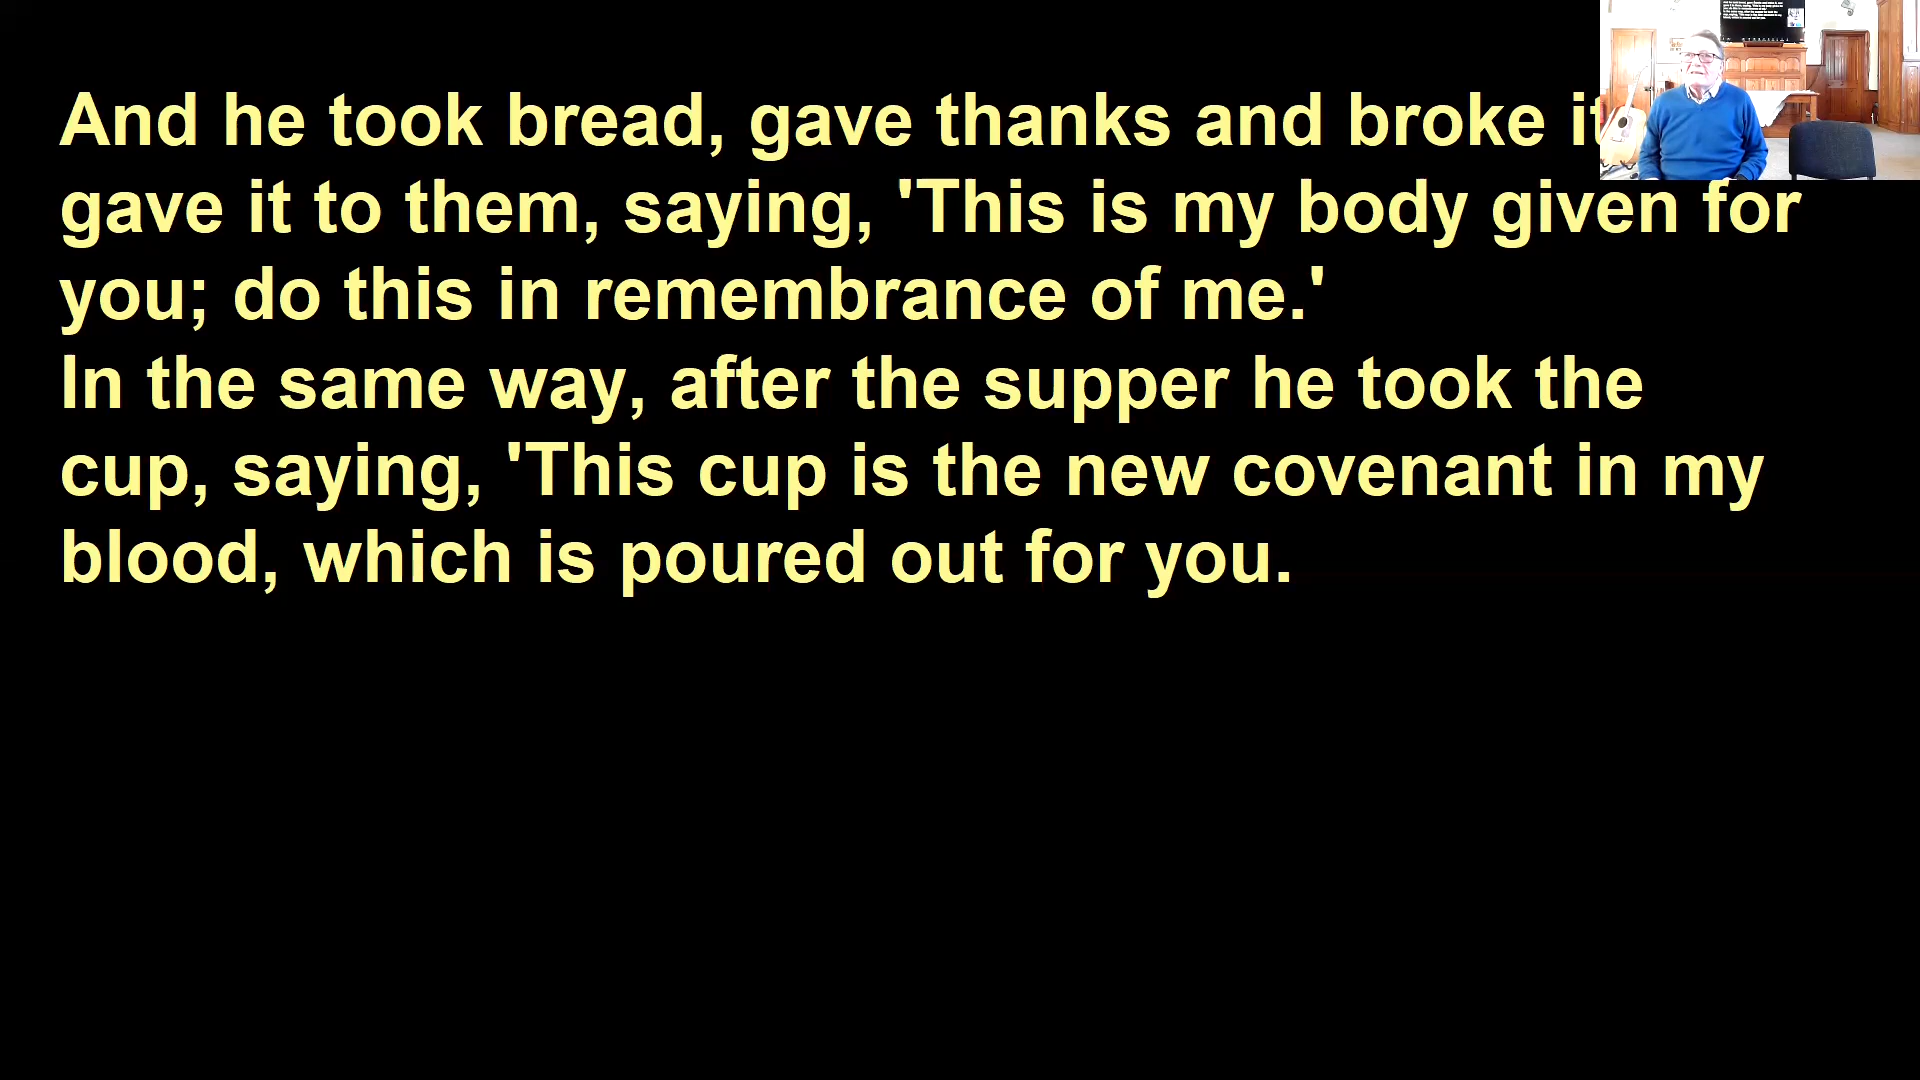 And he took bread, gave thanks and broke it
gave it to them, saying, 'This is my body given for
you; do this in remembrance of me.'
In the same way, after the supper he took the
cup, saying, 'This cup is the new covenant in my
blood, which is poured out for you.